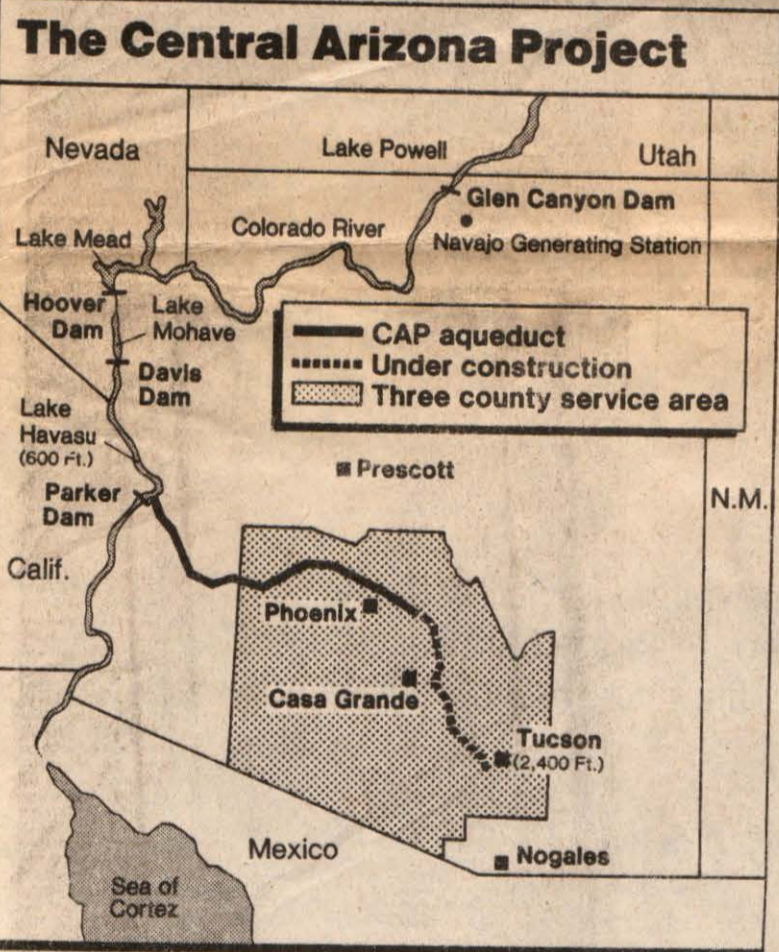 The Central Arizona Project
Nevada
Lake Powell
Utah
Glen Canyon Dam
Navajo Generating Station
Colorado River
Lake Mead
Hoover
Dam
Lake
Mohave
CAP aqueduct
Under construction
Three county service area
Davis
Dam
Lake
Havasu
(600 Ft.)
Prescott
Parker
Dam
N.M.
Calif.
Phoenix
Casa Grande
Tucson
(2,400 Ft.)
Mexico
Nogales
Sea of
Cortez